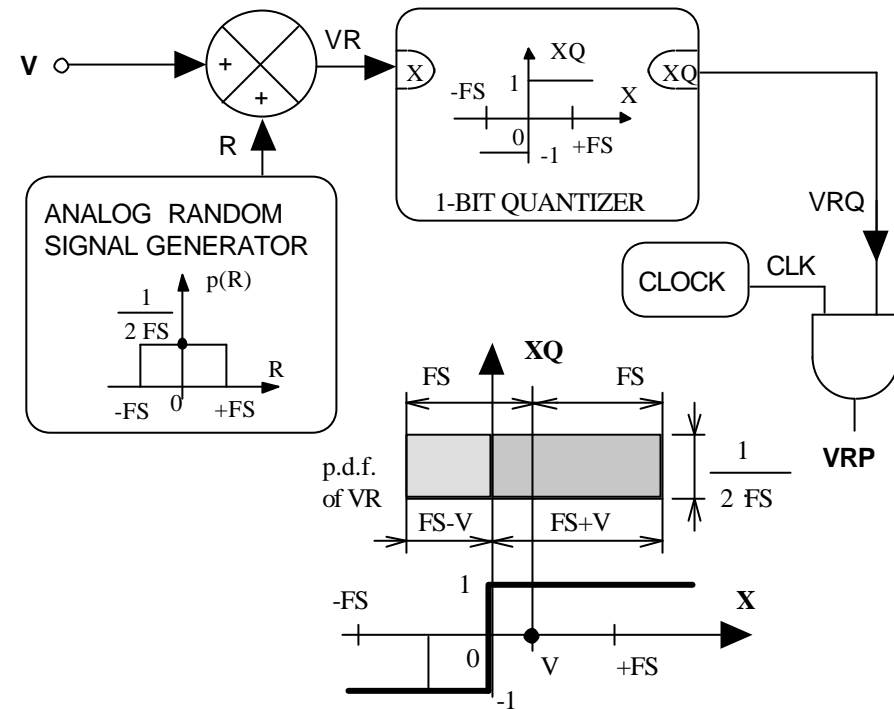 V
+
+
VR
R
X
XQ
XQ
-FS
1
X
0
-1
+FS
1-BIT QUANTIZER
ANALOG RANDOM
SIGNAL GENERATOR
p(R)
1
2 FS
R
-FS
0
+FS
VRQ
CLOCK
CLK
VRP
XQ
FS
FS
p.d.f.
of VR
1
2·FS
FS-V
FS+V
-FS
1
X
0
V
+FS
-1